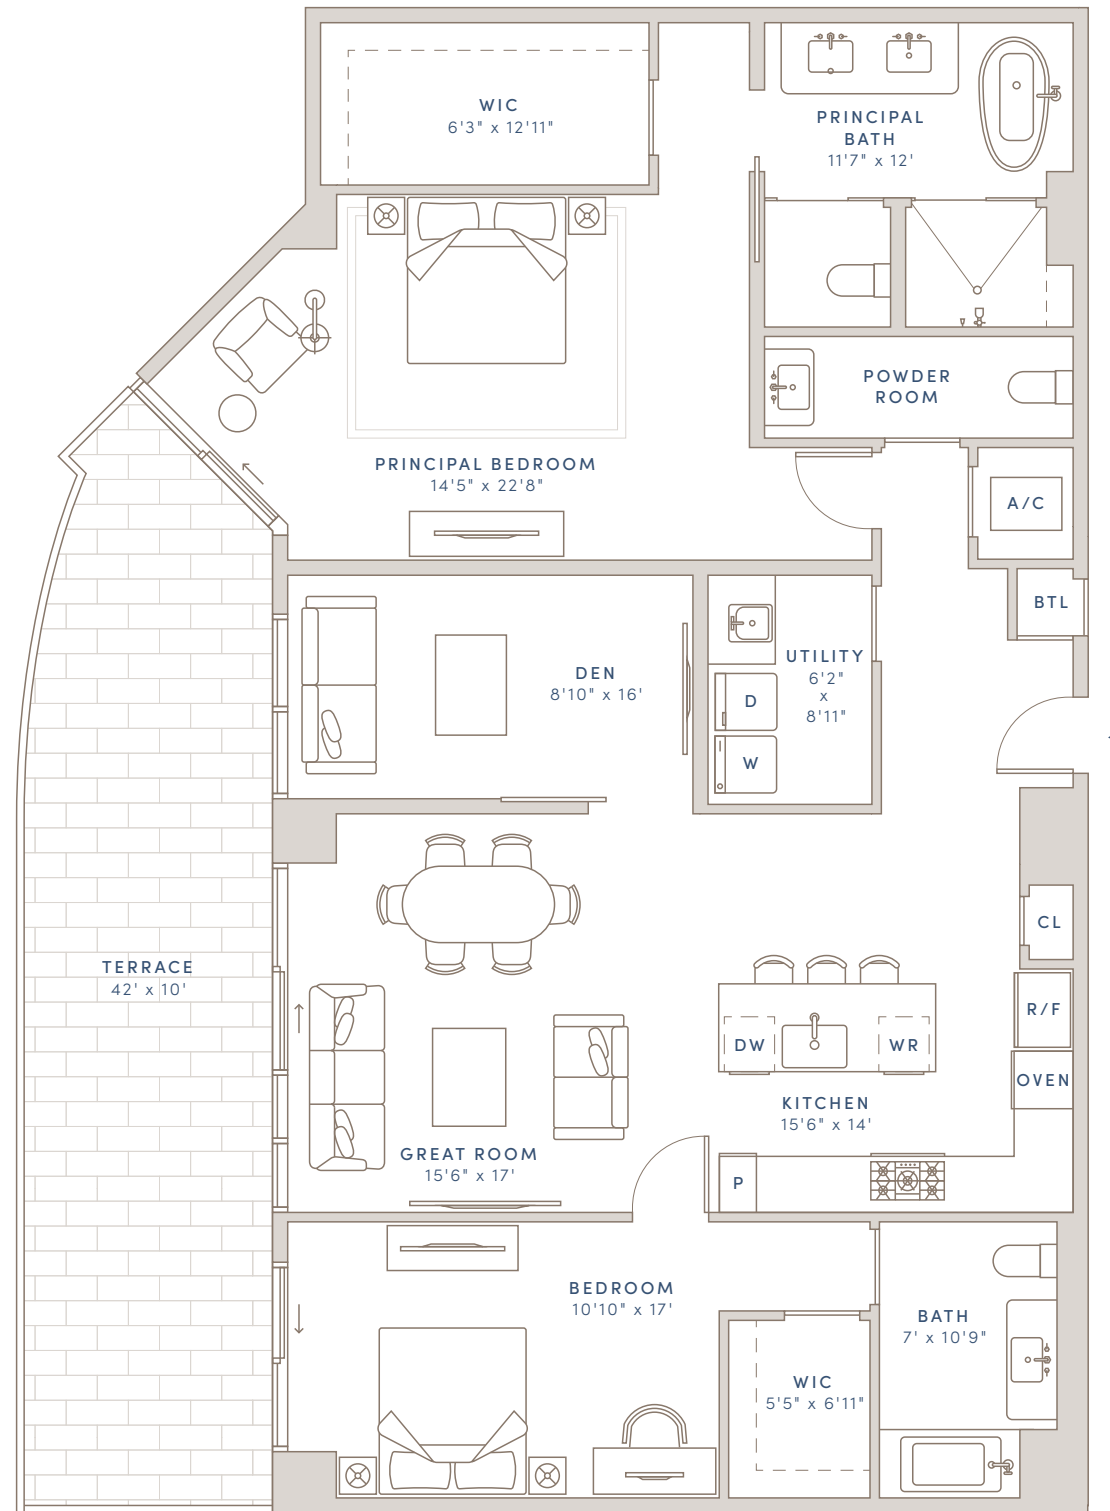 WIC
6'3" x 12'11"
PRINCIPAL
BATH
11'7" x 12'
POWDER
ROOM
PRINCIPAL BEDROOM
14'5" x 22'8"
A/C
BTL
DEN
8'10" x 16'
UTILITY
6'2"
x
8'11"
D
W
CL
TERRACE
42' x 10'
R/F
DW
WR
OVEN
KITCHEN
15'6" x 14'
GREAT ROOM
15'6" x 17'
P
BEDROOM
10'10" x 17'
BATH
7' x 10'9"
WIC
5'5" x 6'11"